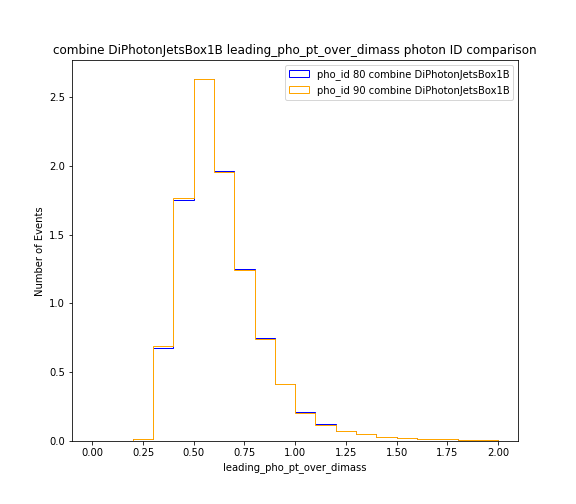 combine DiPhotonJetsBox1B leading_pho_pt_over_dimass photon ID comparison
pho_id 80 combine DiPhotonJetsBox1B
pho_id 90 combine DiPhotonJetsBox1B
2.5
2.0
1.5
1.0
0.5
0.0
Number of Events
0.00 0.25 0.50 0.75 1.00 1.25 1.50 1.75 2.00
leading_pho_pt_over_dimass